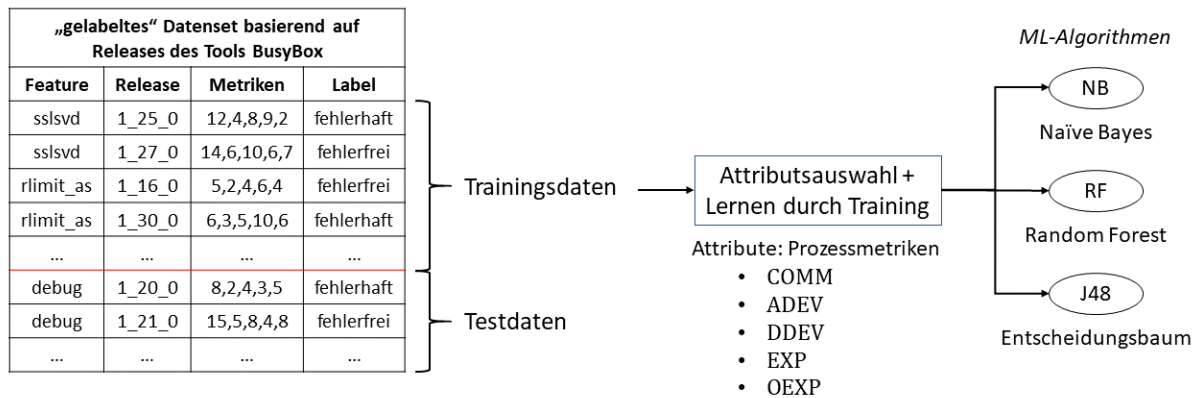 „gelabeltes“ Datenset basierend auf
Releases des Tools BusyBox
Feature Release Metriken Label
sslsvd 1_25_0 12,4,8,9,2 fehlerhaft
sslsvd 1_27_0 14,6,10,6,7 fehlerfrei
rlimit_as 1_16_0 5,2,4,6,4 fehlerfrei
rlimit_as 1_30_0 6,3,5,10,6 fehlerhaft
... ... ... ...
debug 1_20_0 8,2,4,3,5 fehlerhaft
debug 1_21_0 15,5,8,4,8 fehlerfrei
... ... ... ...
Trainingsdaten
Testdaten
Attributsauswahl +
Lernen durch Training
Attribute: Prozessmetriken
• COMM
• ADEV
• DDEV
• EXP
• OEXP
ML-Algorithmen
NB
Naïve Bayes
RF
Random Forest
J48
Entscheidungsbaum